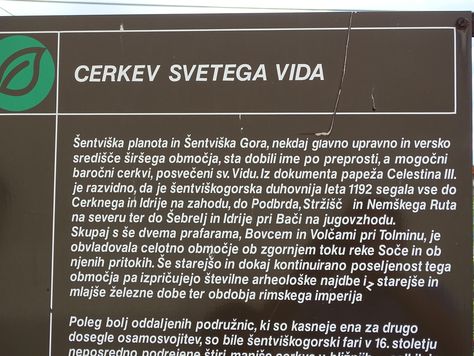 CERKEV SVETEGA VIDA
Šentviška planota in Šentviška Gora, nekdaj glavno upravno in versko
središče širšega območja, sta dobili ime po preprosti, a mogočni
baročni cerkvi, posvečeni sv. Vidu. Iz dokumenta papeža Celestina III.
je razvidno, da je šentviškogorska duhovnija leta 1192 segala vse do
Cerknega in Idrije na zahodu, do Podbrda, Stržišč in Nemškega Ruta
na severu ter do Šebrelj in Idrije pri Bači na jugovzhodu.
Skupaj s še dvema prafarama, Bovcem in Volčami pri Tolminu, je
obvladovala celotno območje ob zgornjem toku reke Soče in ob
njenih pritokih. Še starejšo in dokaj kontinuirano poseljenost tega
območja pa izpričujejo številne arheološke najdbe iz starejše in
mlajše železne dobe ter obdobja rimskega imperija
Poleg bolj oddaljenih podružnic, ki so kasneje ena za drugo
dosegle osamosvojitev, so bile šentviškogorski fari v 16. stoletju
neposredno podrejene štiri manjše cerkve v bližnjih